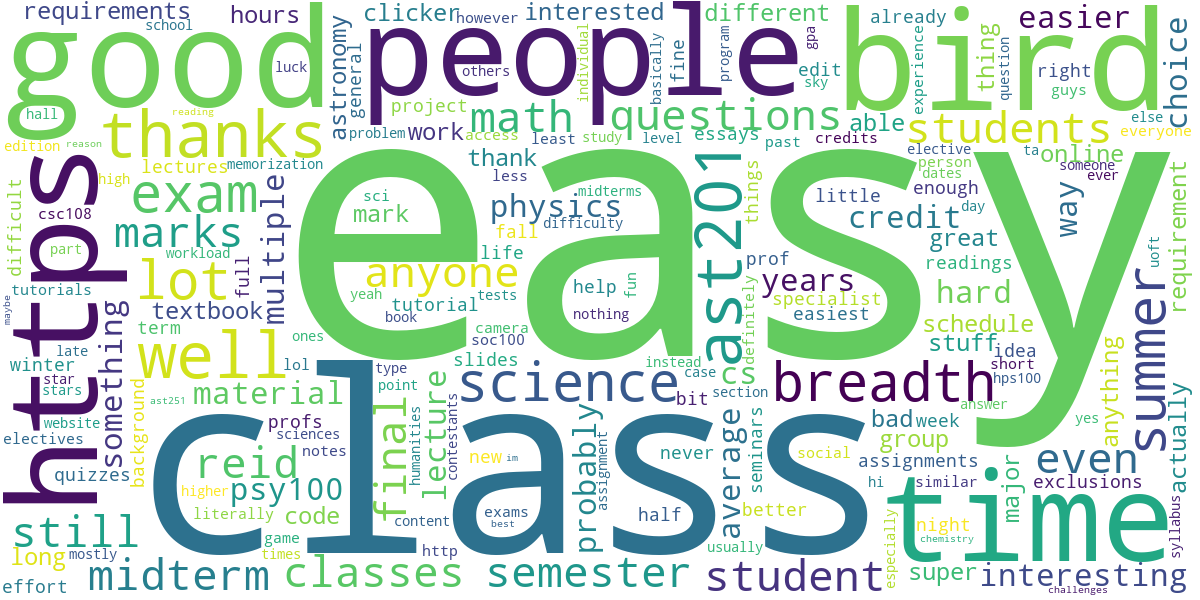 requirements
school
hours
good
luck
astronomy
general
clicker
however
people
others
interested
individual
different
basically
fine
program
gpa
edit
sky
bird
already
experience
thing
question
easier
right
guys
choice
hall
edition
reading
reason
thanks
lectures
memorization
high
project
problem
work
access
math
least
questions
study
level
essays
past
credits
able
students
elective
person
dates
ta
online
else
everyone
someone
ever
difficult
https
csc108
part
exam
marks
multiple
workload
full
lot
textbook
tutorials
maybe
something
term
winter
late
star
stars
website
electives
quizzes
background
ast251
well
lol
material
easy
thank
less
sci
mark
physics
midterms
difficulty
fall
life
anyone
yeah
tutorial
tests
help
fun
nothing
book
camera
soc100
ones
slides
ast201
things
definitely
prof
years
specialist
easiest
little
enough
credit
day
way
uoft
great
readings
hard
schedule
stuff
idea
short
hps100
summer
requirement
anything
actually
syllabus
type
point
instead
case
section
cs
science
bit
breadth
answer
yes
bad
week
group
even
class
profs
sciences
notes
reid
higher
psy100
literally
code
game
times
final
humanities
lecture
contestants
new
im
exams
best
content
http
probably
assignment
half
never
average
seminars
social
better
usually
assignments
hi
similar
exclusions
major
time
night
chemistry
especially
still
long
mostly
effort
midterm
classes
semester
student
super
interesting
challenges